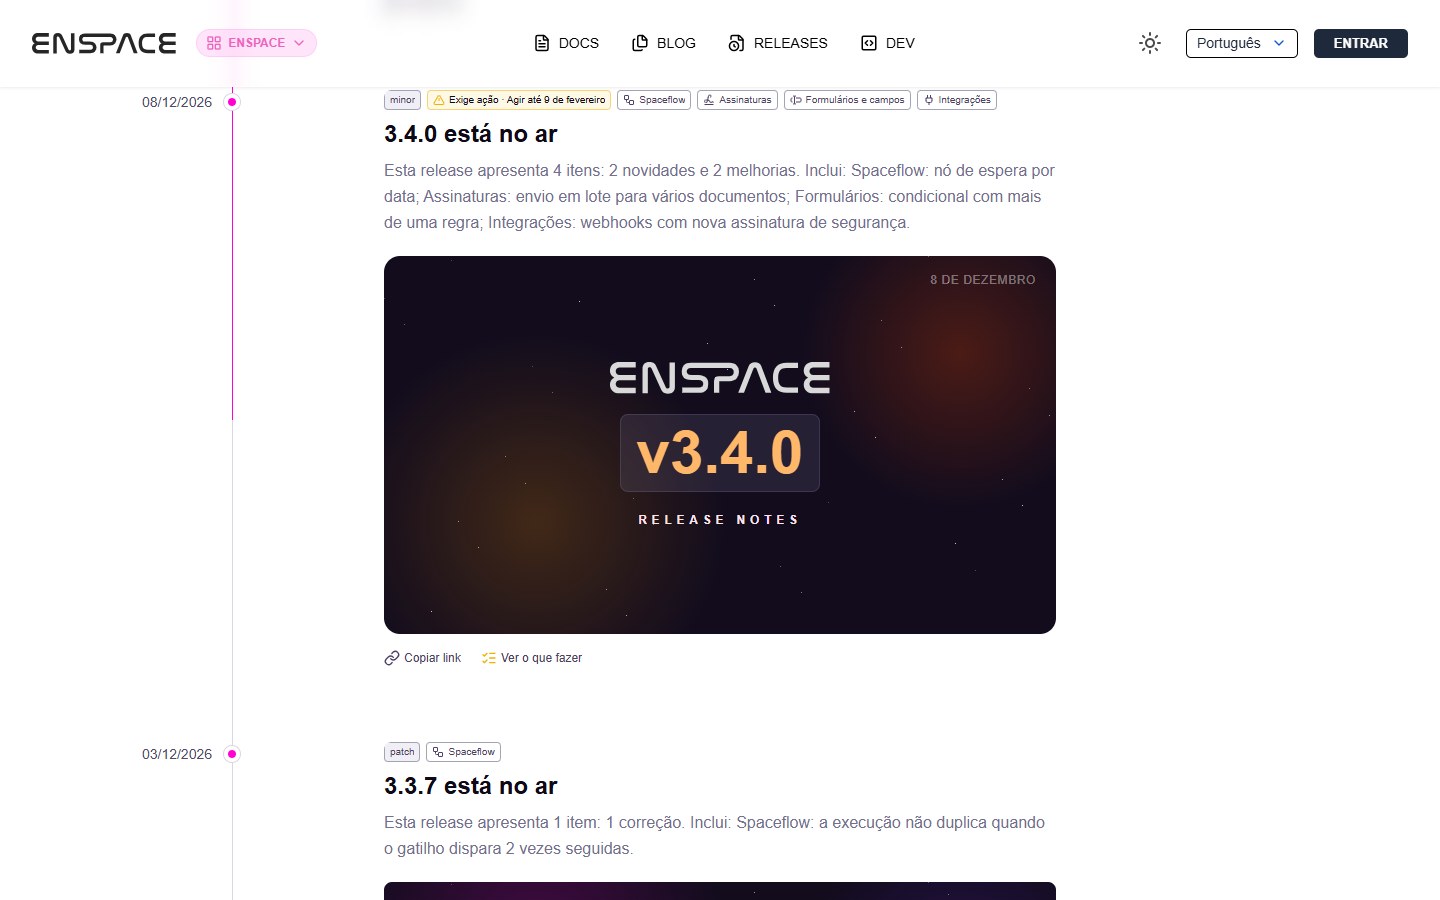 ENSPACE
ENSPACE
DOCS
BLOG
RELEASES
DEV
Português
ENTRAR
08/12/2026
minor
Exige ação · Agir até 9 de fevereiro
Spaceflow
Assinaturas
Formulários e campos
Integrações
3.4.0 está no ar
Esta release apresenta 4 itens: 2 novidades e 2 melhorias. Inclui: Spaceflow: nó de espera por
data; Assinaturas: envio em lote para vários documentos; Formulários: condicional com mais
de uma regra; Integrações: webhooks com nova assinatura de segurança.
8 DE DEZEMBRO
ENSPACE
v3.4.0
RELEASE NOTES
Copiar link
Ver o que fazer
03/12/2026
patch
Spaceflow
3.3.7 está no ar
Esta release apresenta 1 item: 1 correção. Inclui: Spaceflow: a execução não duplica quando
o gatilho dispara 2 vezes seguidas.